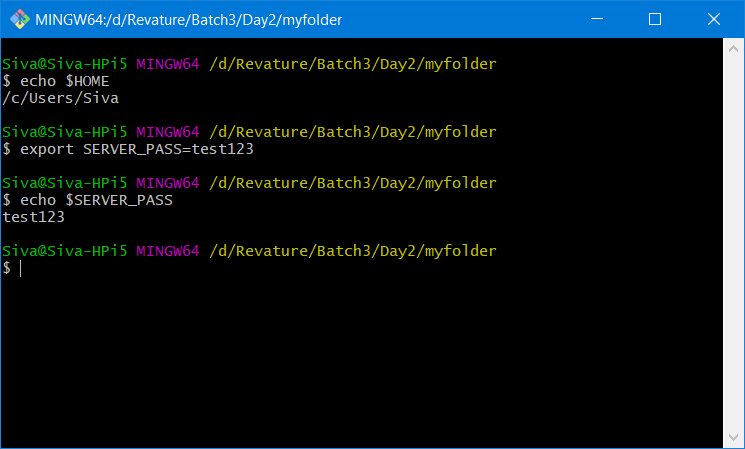 MINGW64:/d/Revature/Batch3/Day2/myfolder
Siva@Siva-HPi5 MINGW64 /d/Revature/Batch3/Day2/myfolder
$ echo $HOME
/c/Users/Siva
Siva@Siva-HPi5 MINGW64 /d/Revature/Batch3/Day2/myfolder
$ export SERVER_PASS=test123
Siva@Siva-HPi5 MINGW64 /d/Revature/Batch3/Day2/myfolder
$ echo $SERVER_PASS
test123
Siva@Siva-HPi5 MINGW64 /d/Revature/Batch3/Day2/myfolder
$